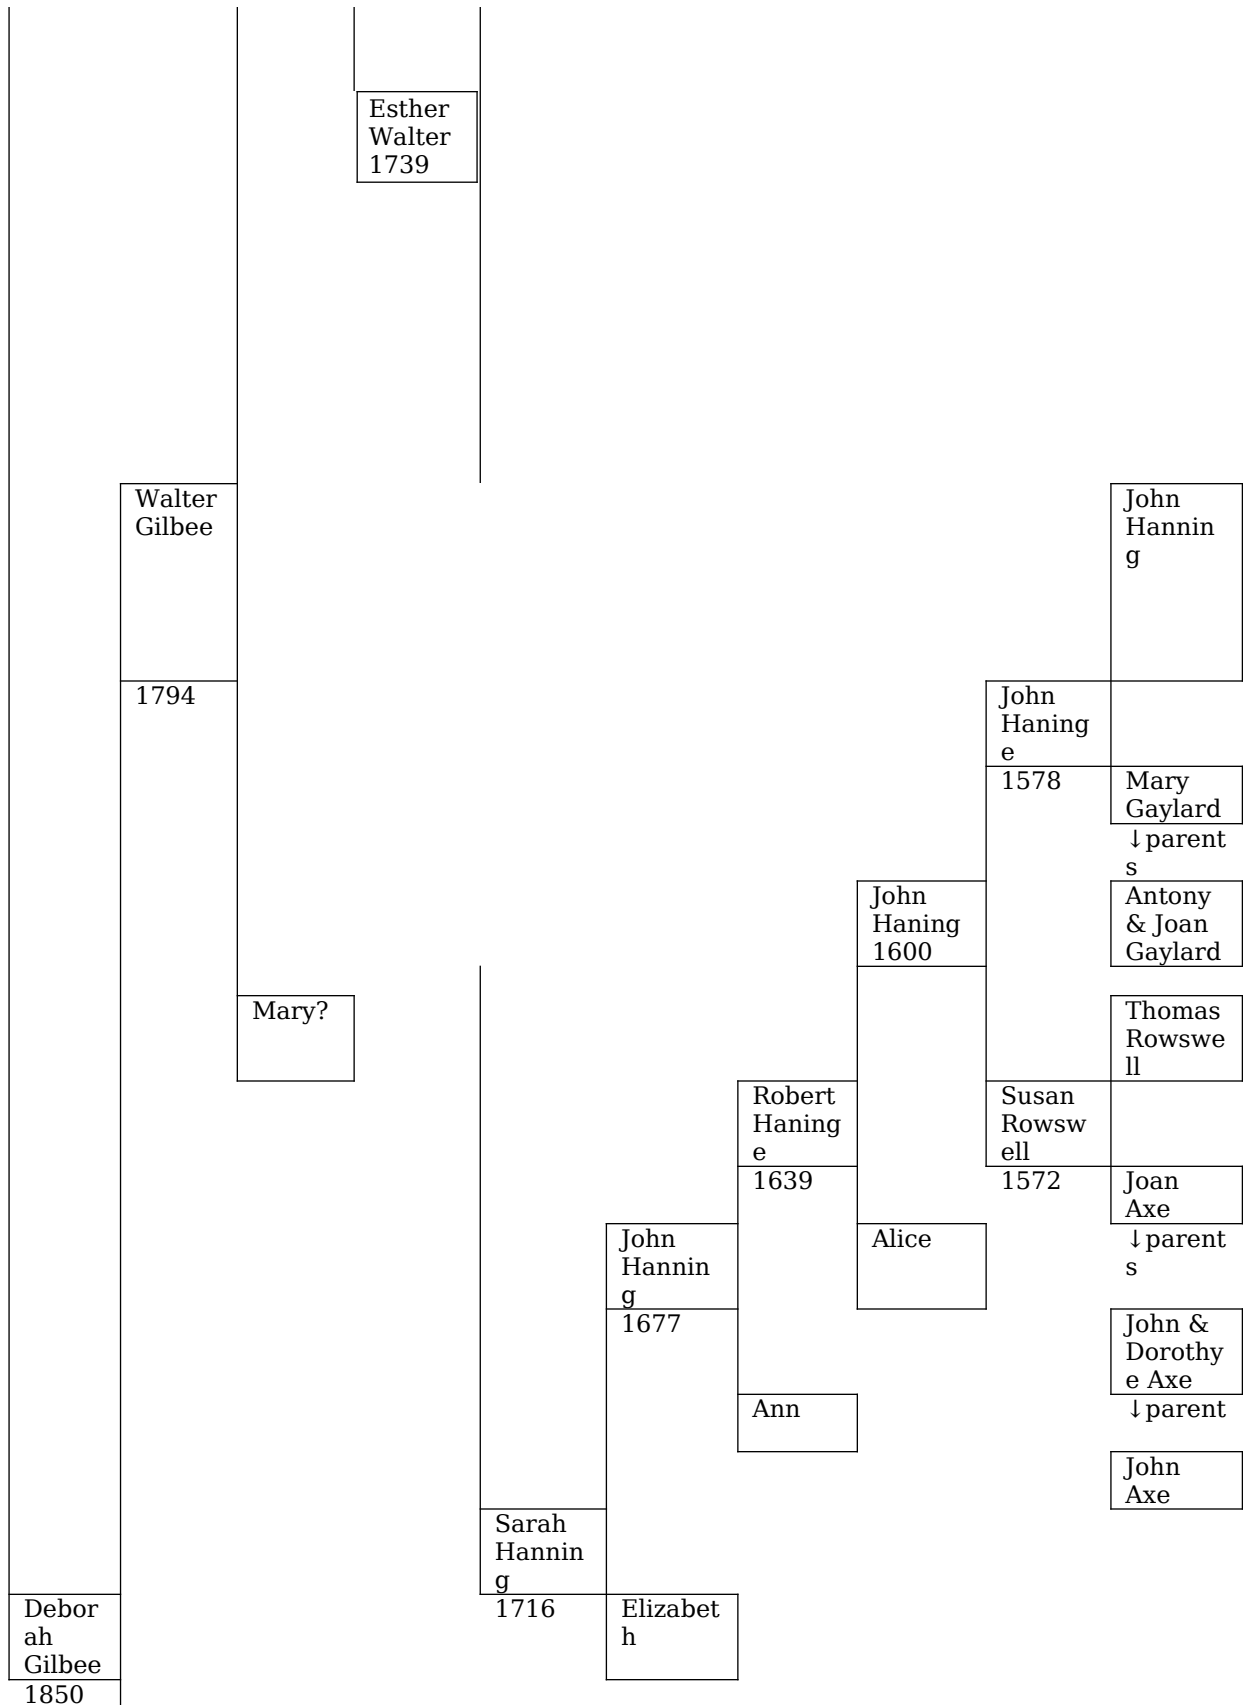 Esther
Walter
1739
Walter
Gilbee
1794
John
Hannin
g
John
Haning
e
1578
Mary
Gaylard
↓parent
s
John
Haning
1600
Antony
& Joan
Gaylard
Mary?
Thomas
Rowswe
ll
Robert
Haning
e
1639
Susan
Rowsw
ell
1572
Joan
Axe
↓parent
s
John
Hannin
g
1677
Alice
John &
Dorothy
e Axe
↓parent
Ann
John
Axe
Sarah
Hannin
g
1716
Elizabet
h
Debor
ah
Gilbee
1850